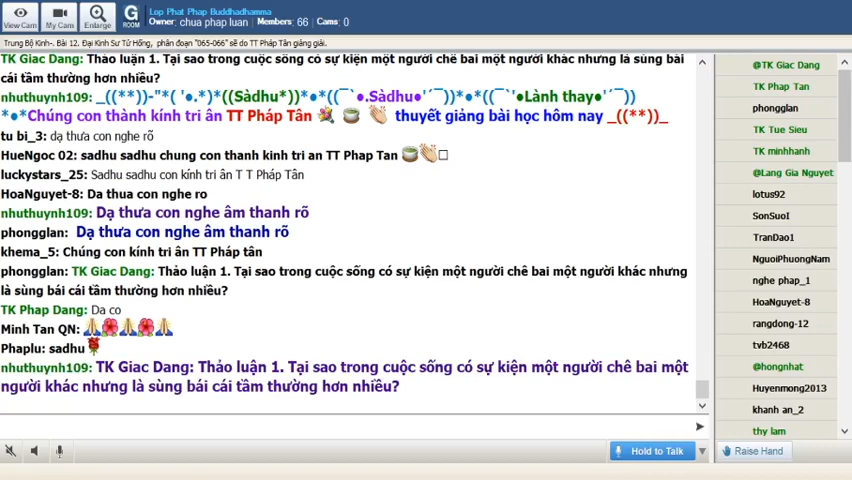 Lop Phat Phap Buddhadhamma
Owner: chua phap luan Members: 66 Cams: 0
View Cam
My Cam
Enlarge
G
ROOM
Trung Bộ Kinh-. Bài 12. Đại Kinh Sư Tử Hống, phân đoạn "065-066" sẽ do TT Pháp Tân giảng giải.
TK Giac Dang: Thảo luận 1. Tại sao trong cuộc sống có sự kiện một người chê bai một người khác nhưng là sùng bái
cái tầm thường hơn nhiều?
nhuthuynh109: _((**))-"*( '●.*)*((Sàdhu*))*●*((¯`●.Sàdhu●'´¯))*●*((¯`'●Lành thay●'´¯))
*●*Chúng con thành kính tri ân TT Pháp Tân 💐 🍵 👏 thuyết giảng bài học hôm nay _((**))_
tu bi_3: dạ thưa con nghe rõ
HueNgoc 02: sadhu sadhu chung con thanh kinh tri an TT Phap Tan 🍵👏□
luckystars_25: Sadhu sadhu con kính tri ân T T Pháp Tân
HoaNguyet-8: Da thua con nghe ro
nhuthuynh109: Dạ thưa con nghe âm thanh rõ
phongglan: Dạ thưa con nghe âm thanh rõ
khema_5: Chúng con kính tri ân TT Pháp tân
phongglan: TK Giac Dang: Thảo luận 1. Tại sao trong cuộc sống có sự kiện một người chê bai một người khác nhưng
là sùng bái cái tầm thường hơn nhiều?
TK Phap Dang: Da co
Minh Tan QN: 🙏🌺🙏🌺🙏
Phaplu: sadhu🌹
nhuthuynh109: TK Giac Dang: Thảo luận 1. Tại sao trong cuộc sống có sự kiện một người chê bai một
người khác nhưng là sùng bái cái tầm thường hơn nhiều?
@TK Giac Dang
TK Phap Tan
phongglan
TK Tue Sieu
TK minhhanh
@Lang Gia Nguyet
lotus92
SonSuoI
TranDao1
NguoiPhuongNam
nghe phap_1
HoaNguyet-8
rangdong-12
tvb2468
@hongnhat
Huyenmong2013
khanh an_2
thy lam
Hold to Talk
Raise Hand